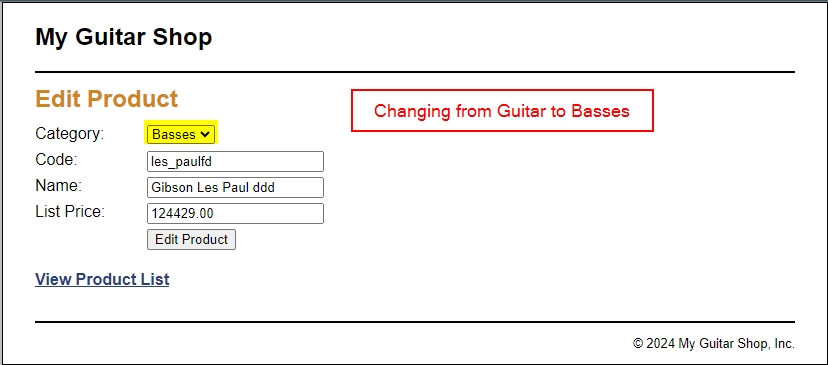 My Guitar Shop
Edit Product
Changing from Guitar to Basses
Category: Basses
Code: les_paulfd
Name: Gibson Les Paul ddd
List Price: 124429.00
Edit Product
View Product List
© 2024 My Guitar Shop, Inc.